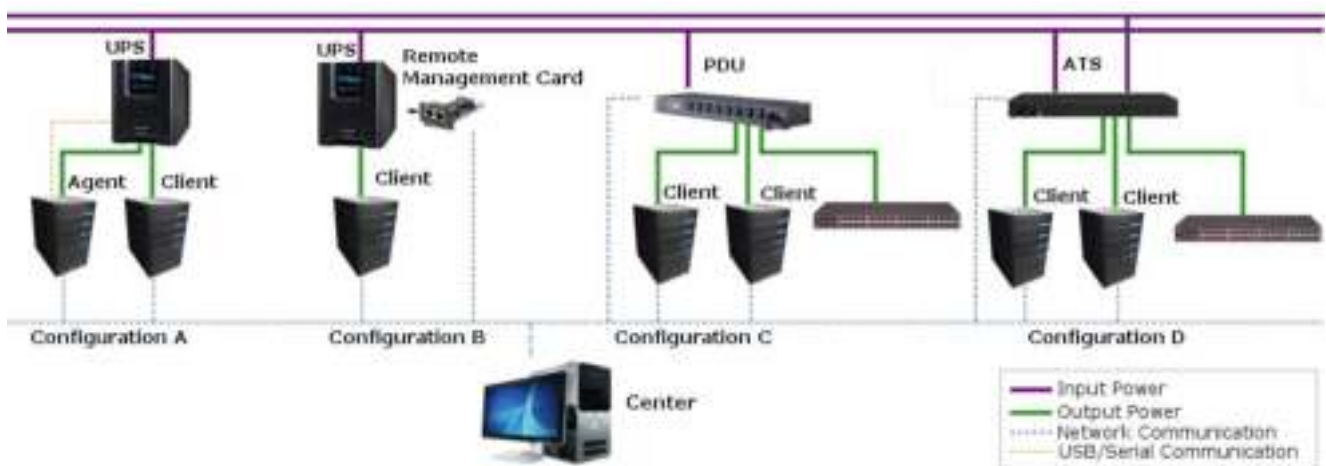 UPS
UPS
Remote
Management Card
PDU
ATS
Agent
Client
Client
Client
Client
Client
Client
Configuration A
Configuration B
Configuration C
Configuration D
Center
Input Power
Output Power
Network Communication
USB/Serial Communication